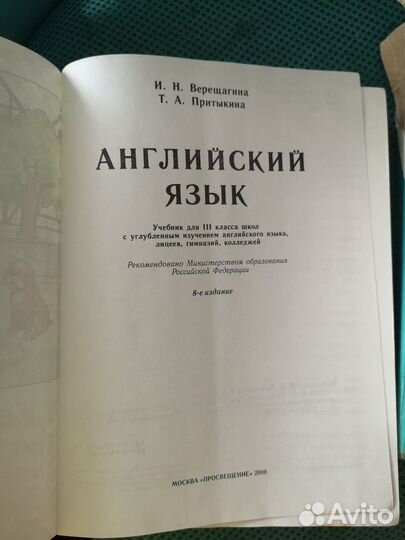 И. Н. Верещагина
Т. А. Притыкина
АНГЛИЙСКИЙ
ЯЗЫК
Учебник для III класса школ
с углубленным изучением английского языка,
лицеев, гимназий, колледжей
Рекомендовано Министерством образования
Российской Федерации
8-е издание
МОСКВА «ПРОСВЕЩЕНИЕ» 2000
Avito